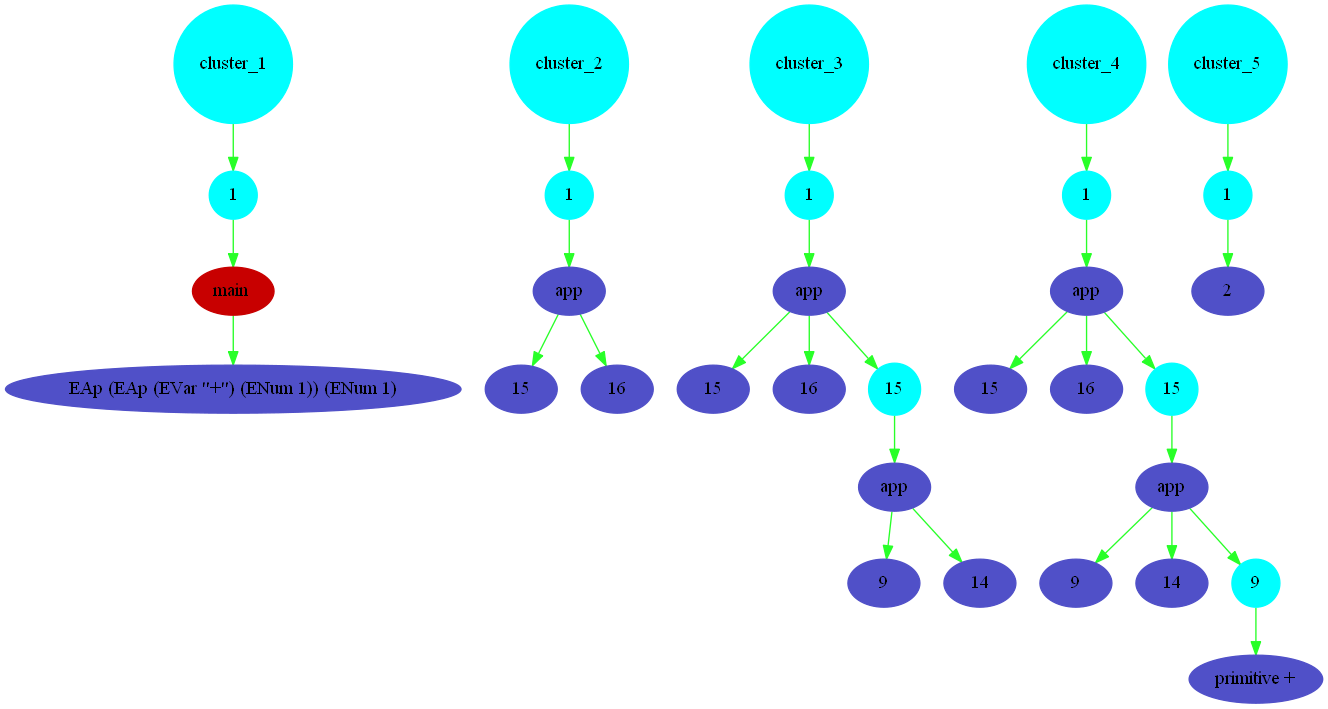 cluster_1
cluster_2
cluster_3
cluster_4
cluster_5
1
1
1
1
1
main
app
app
app
2
EAp (EAp (EVar "+") (ENum 1)) (ENum 1)
15
16
15
16
15
15
16
15
app
app
9
14
9
14
9
primitive +